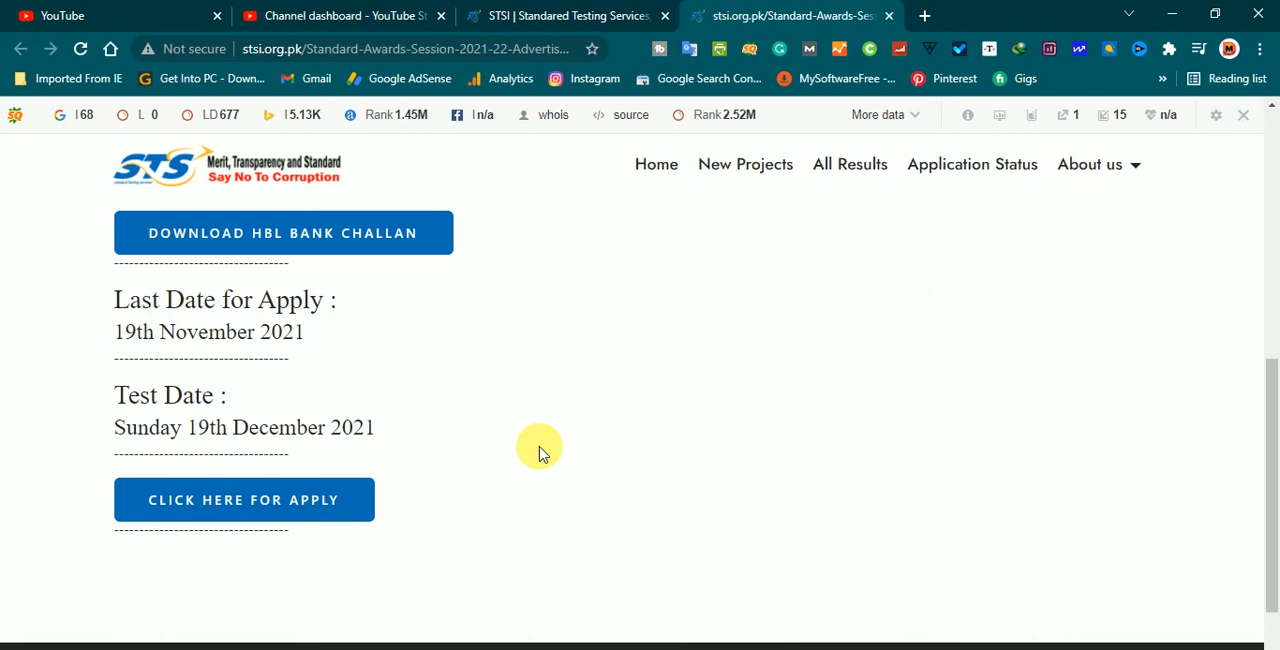 YouTube
Channel dashboard - YouTube St
STSI | Standared Testing Services,
stsi.org.pk/Standard-Awards-Sess
Not secure
stsi.org.pk/Standard-Awards-Session-2021-22-Advertis...
Imported From IE
Get Into PC - Down...
Gmail
Google AdSense
Analytics
Instagram
Google Search Con...
MySoftwareFree -...
Pinterest
Gigs
Reading list
I 68
L 0
LD 677
I 5.13K
Rank 1.45M
I n/a
whois
source
Rank 2.52M
More data
1
15
n/a
STS
Merit, Transparency and Standard
Say No To Corruption
Home
New Projects
All Results
Application Status
About us
DOWNLOAD HBL BANK CHALLAN
-----------------------------------
Last Date for Apply :
19th November 2021
-----------------------------------
Test Date :
Sunday 19th December 2021
-----------------------------------
CLICK HERE FOR APPLY
-----------------------------------